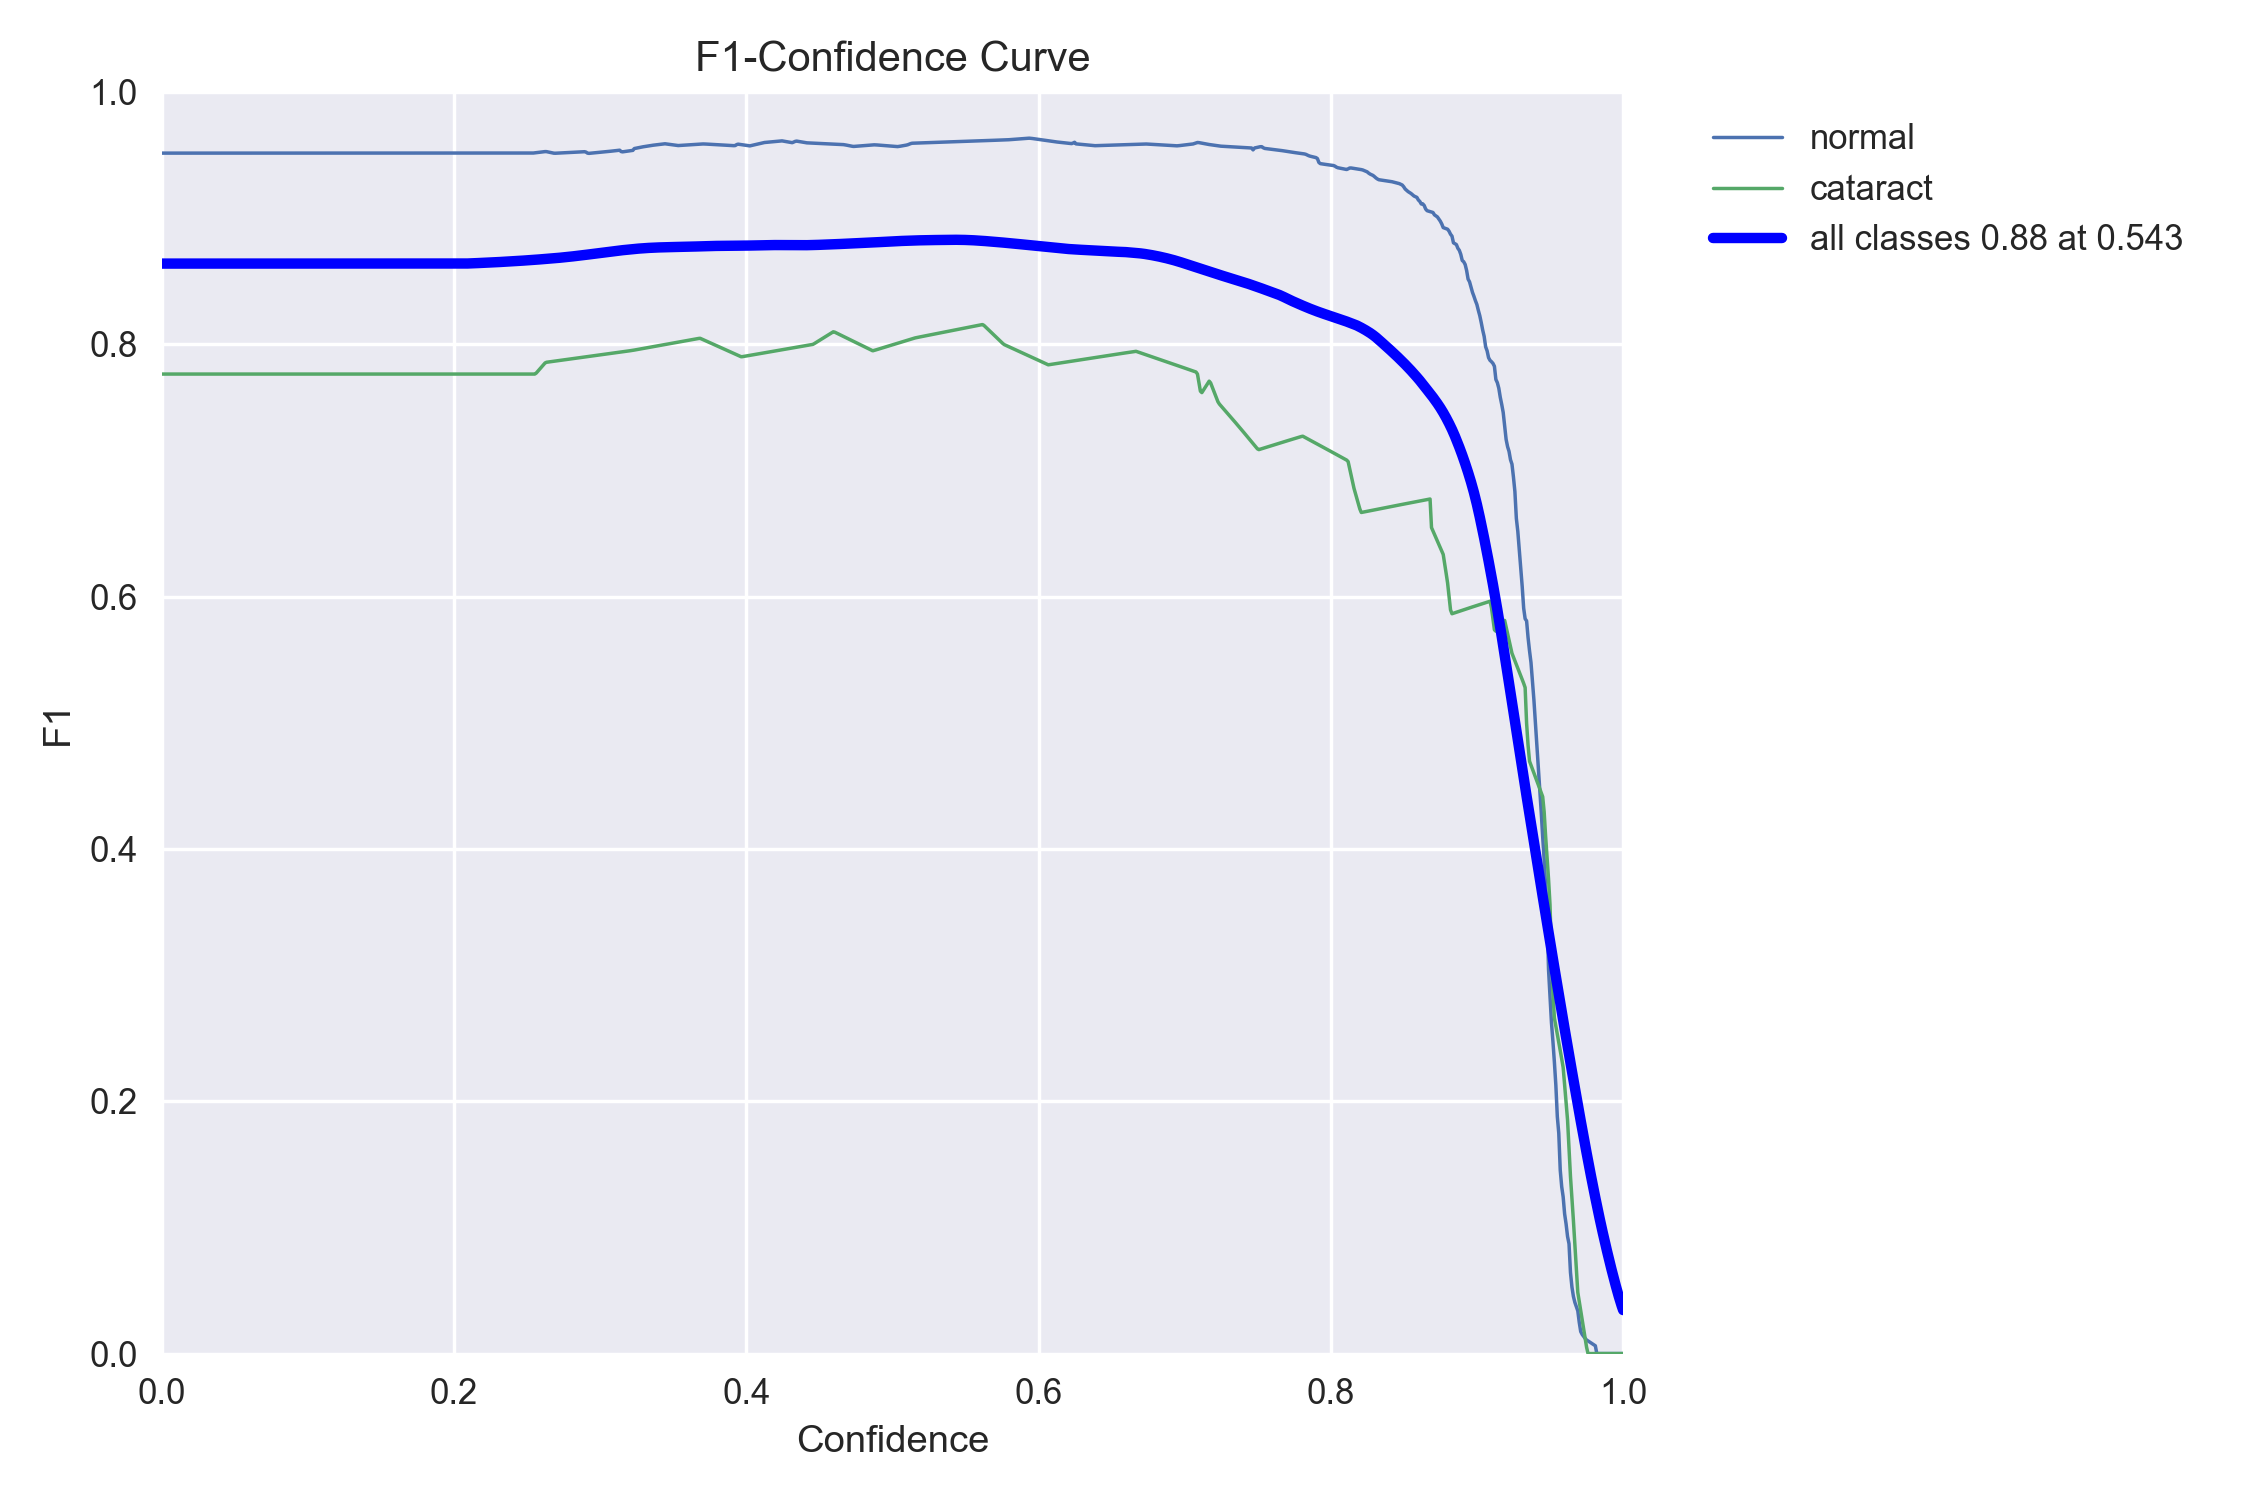 F1-Confidence Curve
1.0
0.8
0.6
0.4
0.2
0.0
F1
0.0 0.2 0.4 0.6 0.8 1.0
Confidence
normal
cataract
all classes 0.88 at 0.543